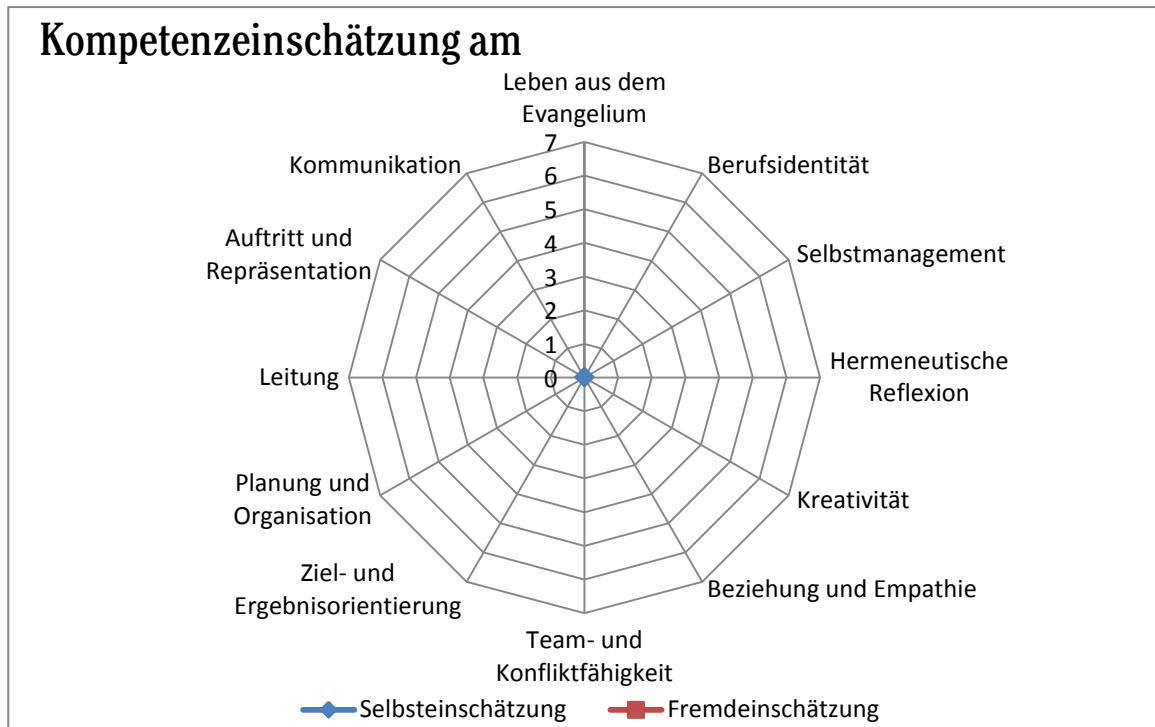 Kompetenzeinschätzung am
Leben aus dem
Evangelium
Berufsidentität
Selbstmanagement
Hermeneutische
Reflexion
Kreativität
Beziehung und Empathie
Team- und
Konfliktfähigkeit
Ziel- und
Ergebnisorientierung
Planung und
Organisation
Leitung
Auftritt und
Repräsentation
Kommunikation
7
6
5
4
3
2
1
0
Selbsteinschätzung Fremdeinschätzung